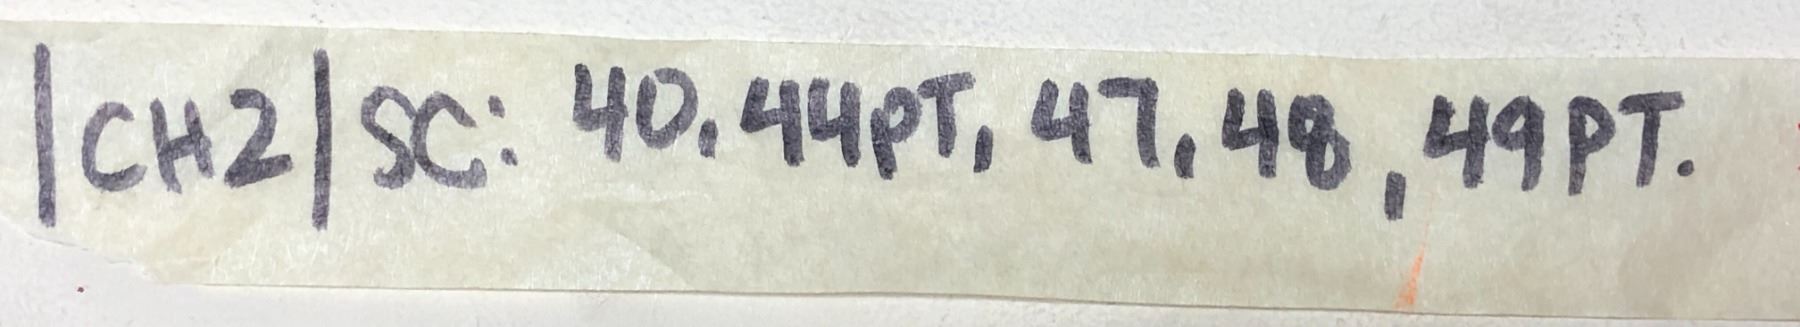 |CH2| SC: 40, 44PT, 47, 48, 49PT.